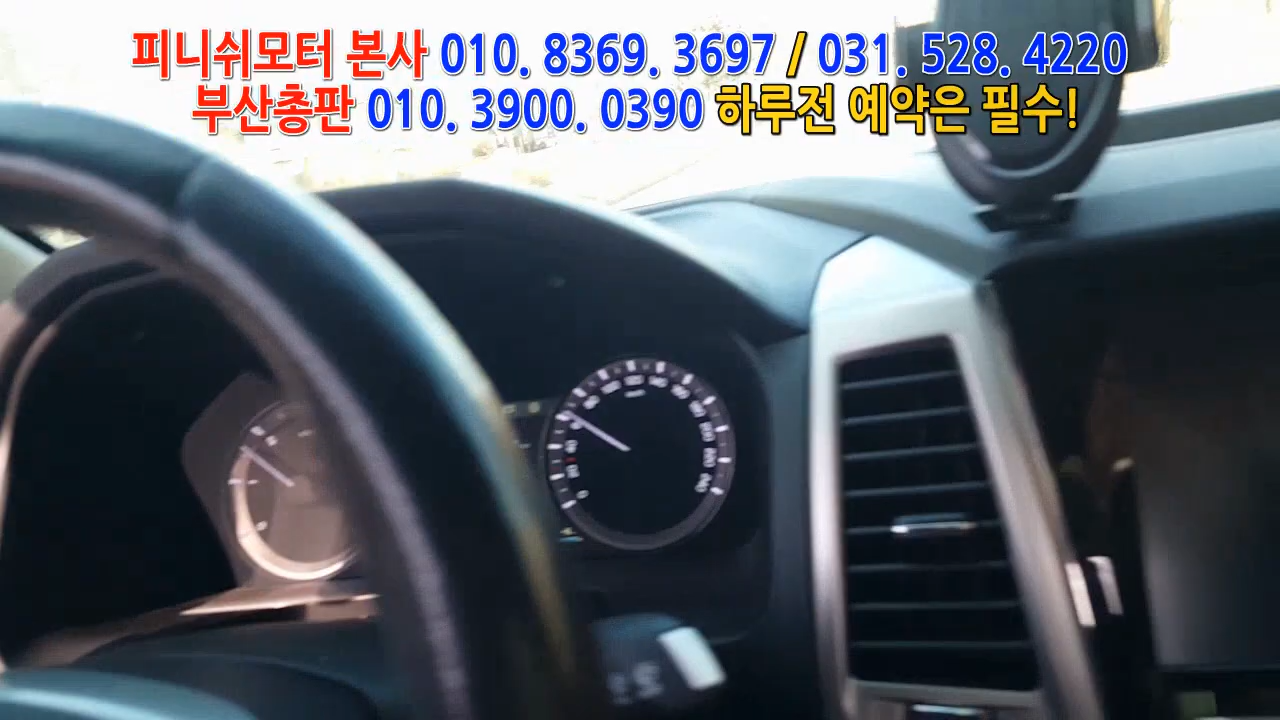 피니쉬모터 본사 010. 8369. 3697 / 031. 528. 4220
부산총판 010. 3900. 0390 하루전 예약은 필수!